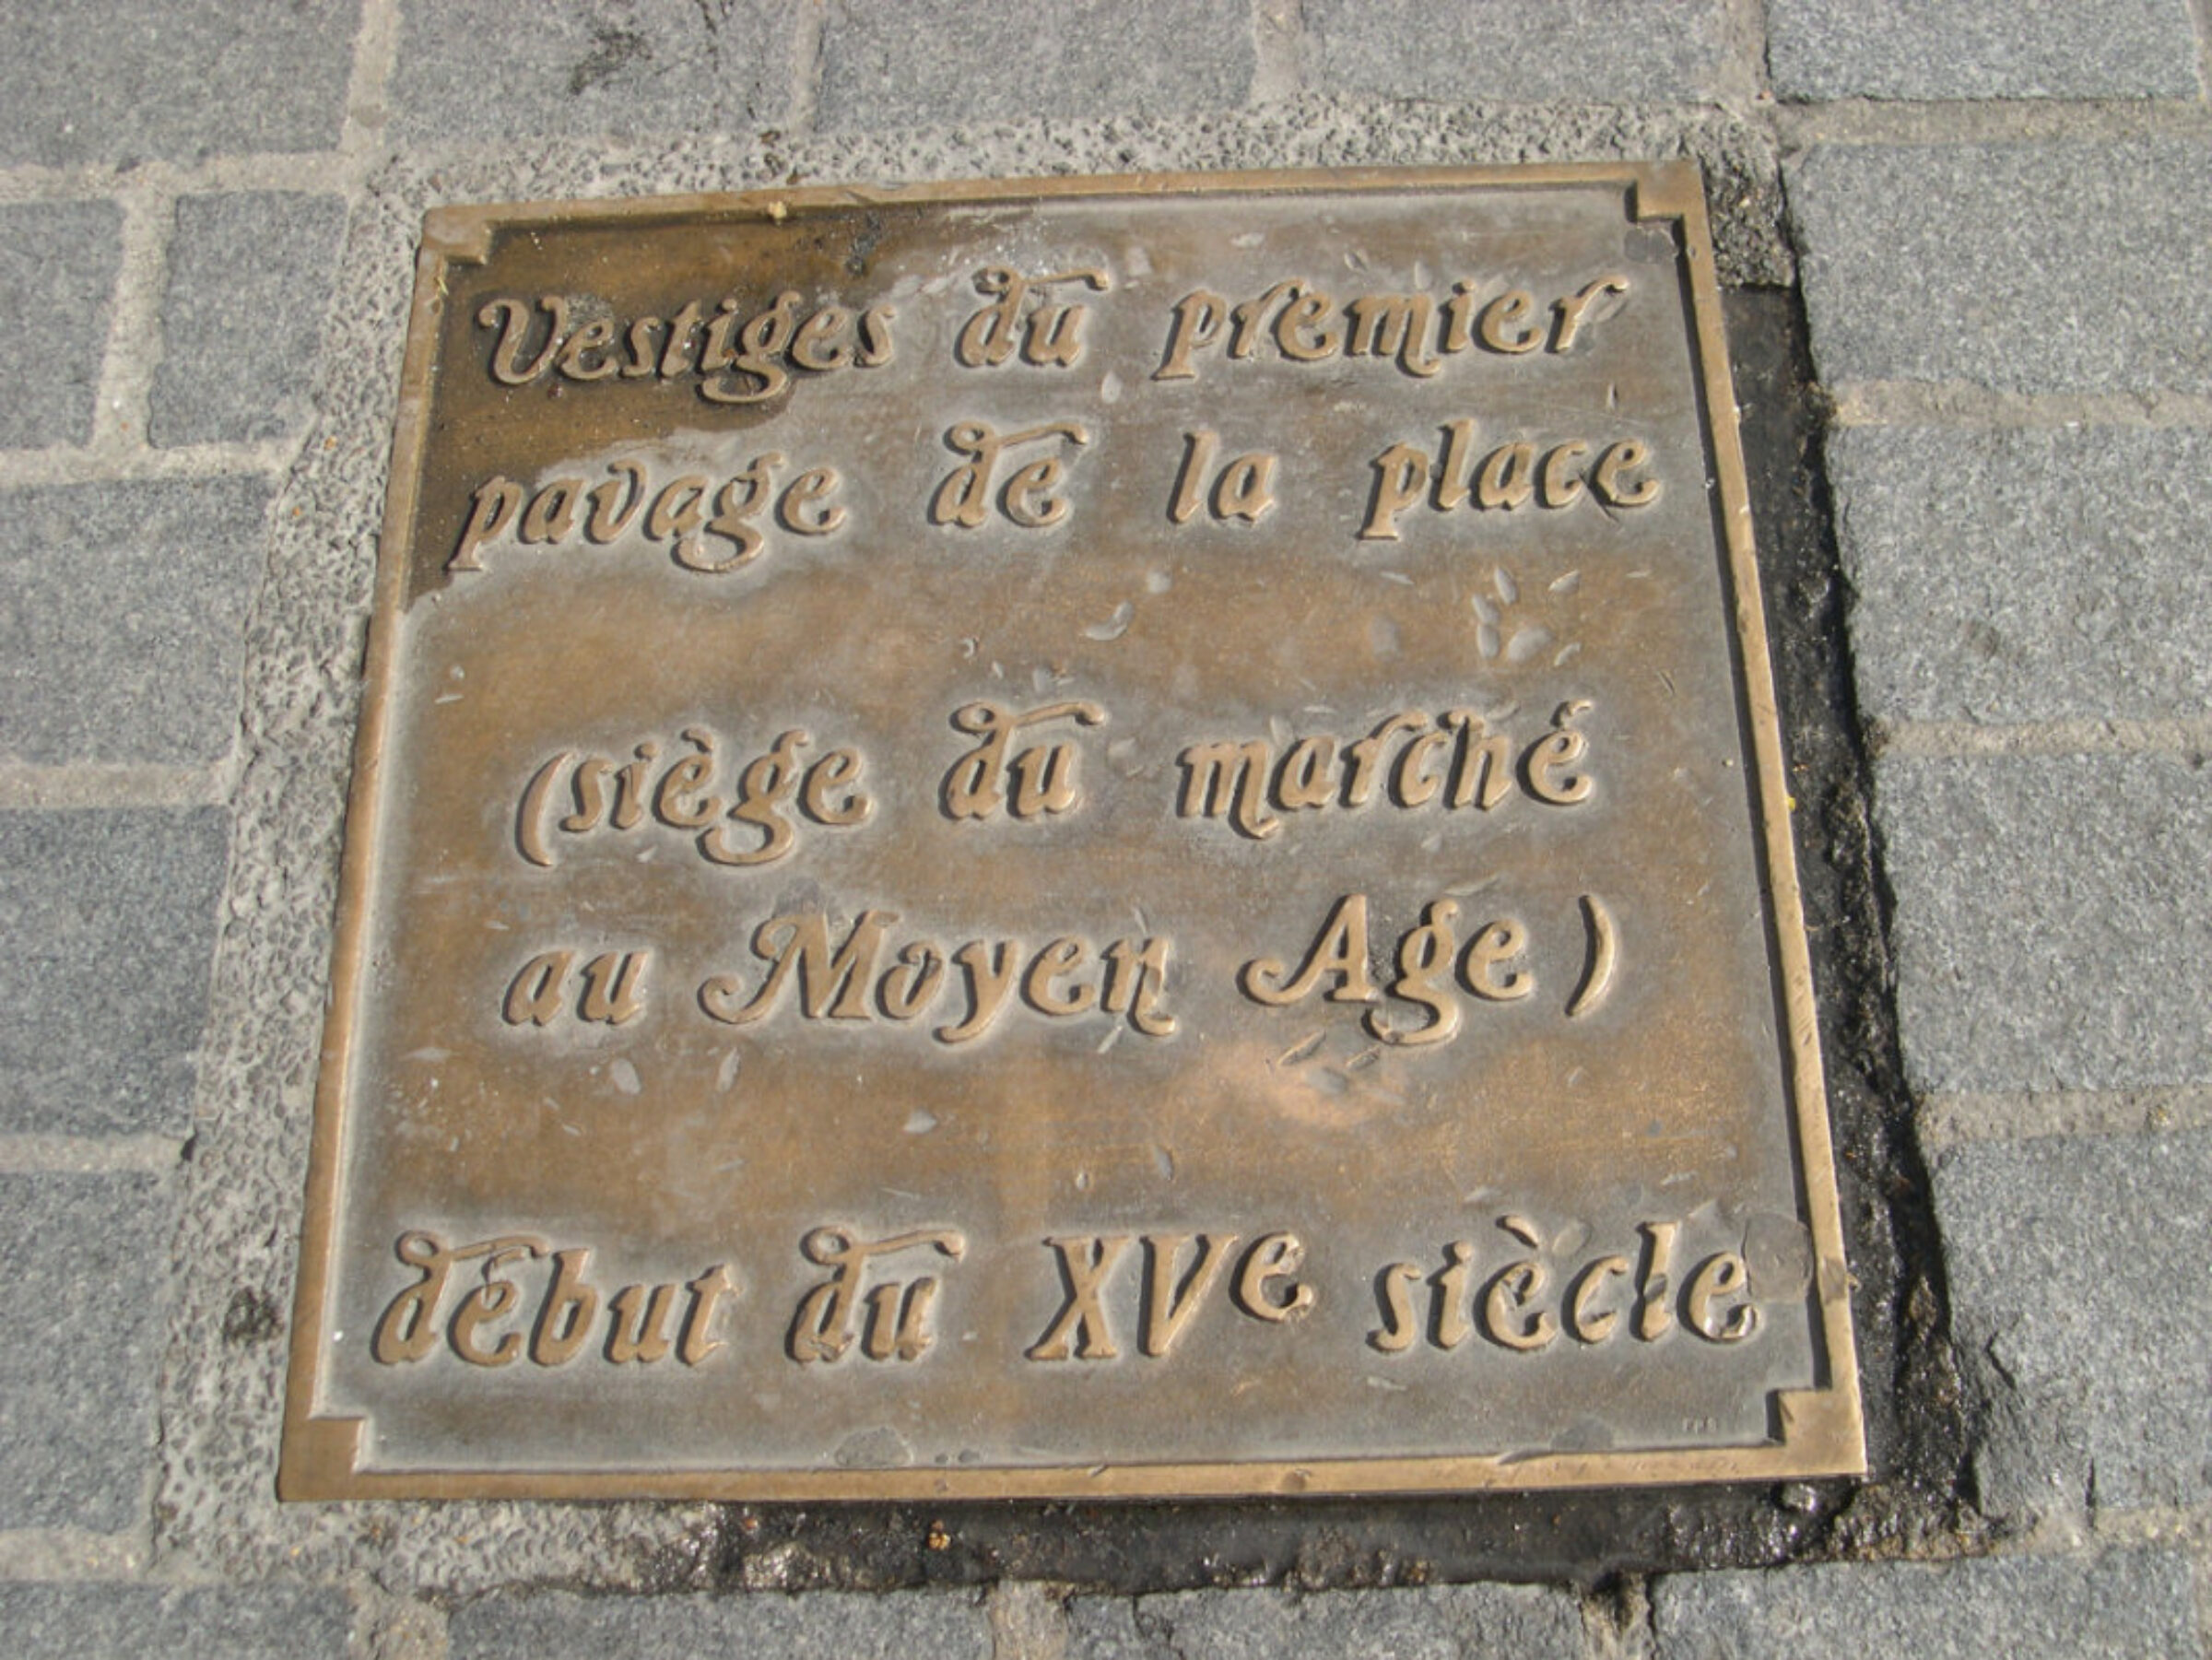 Vestiges du premier
pavage de la place
(siège du marché
au Moyen Age)
début du XVe siècle